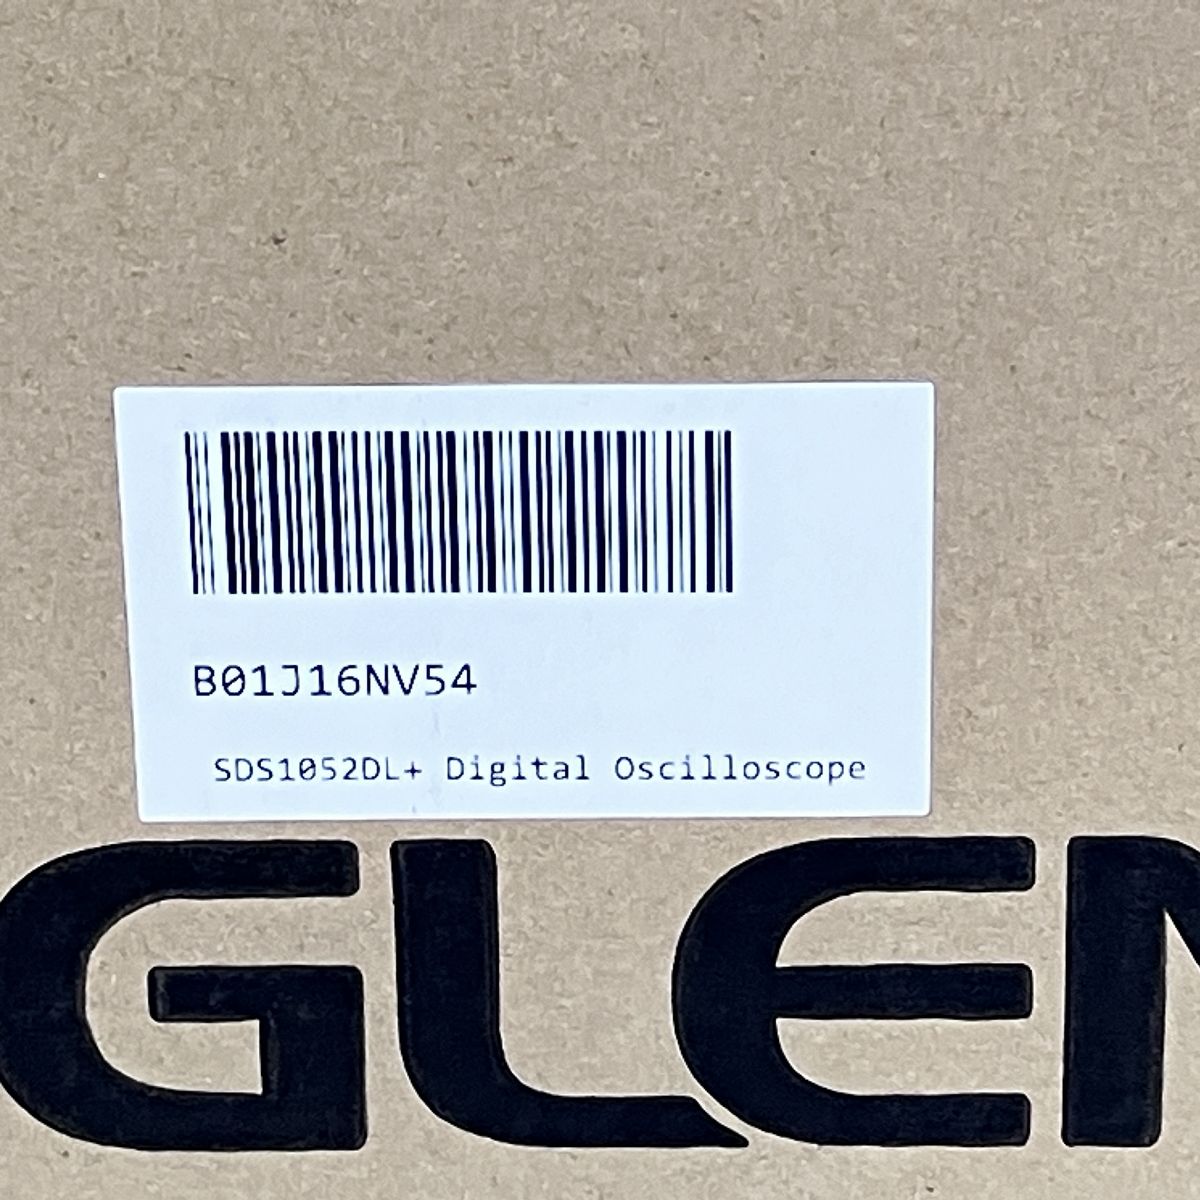 B01J16NV54
SDS1052DL+ Digital Oscilloscope
GLEN